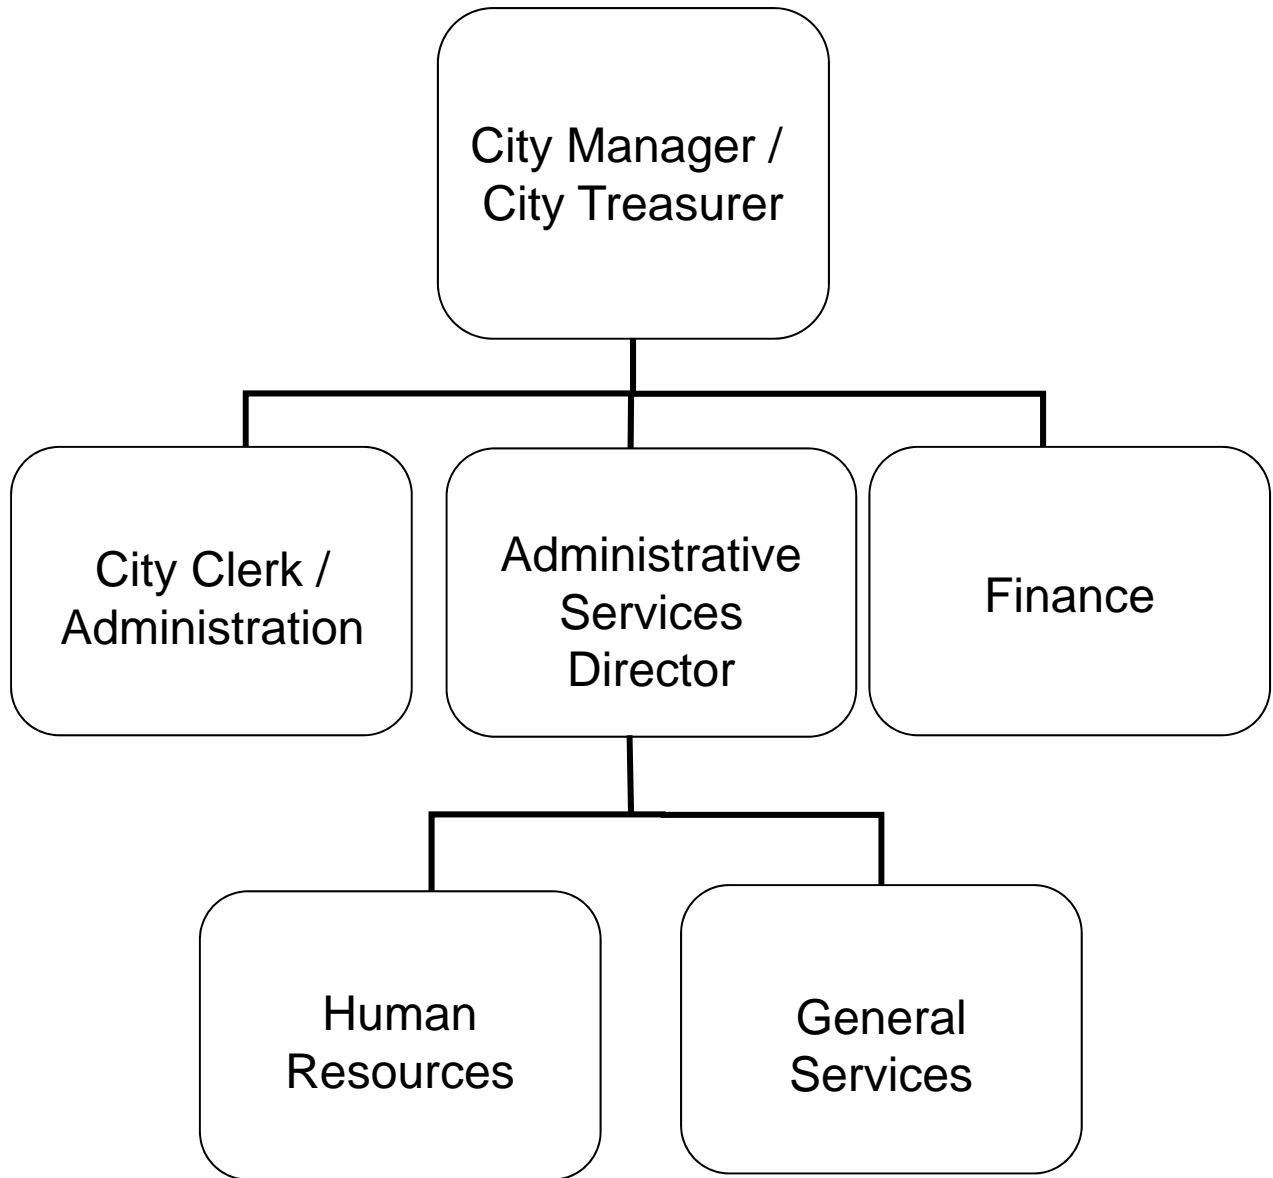 City Manager /
City Treasurer
City Clerk /
Administration
Administrative
Services
Director
Finance
Human
Resources
General
Services